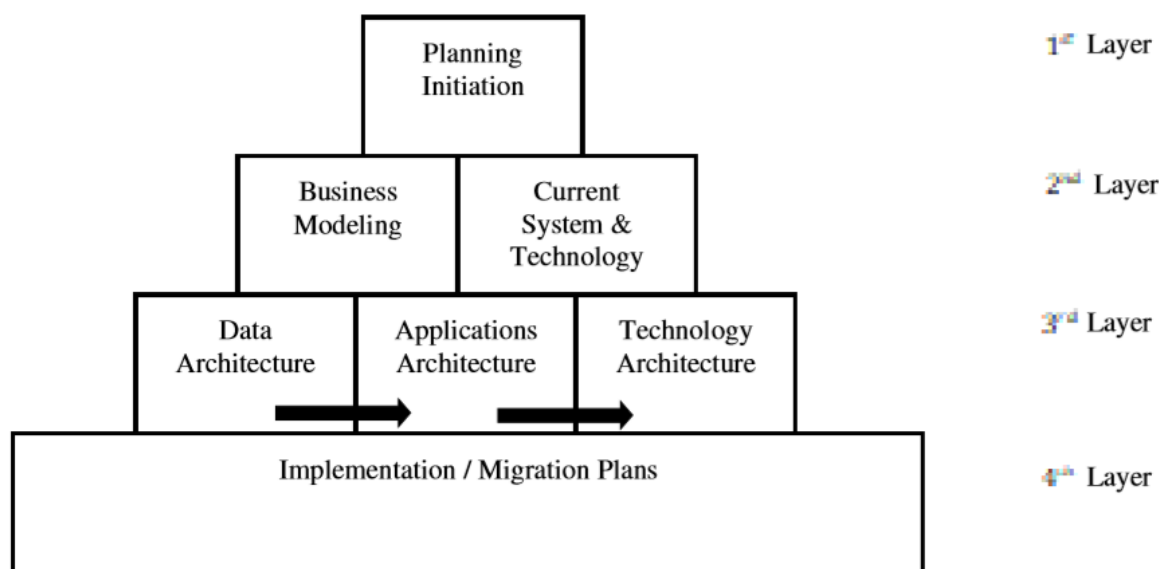 Planning
Initiation
1st Layer
Business
Modeling
Current
System &
Technology
2nd Layer
Data
Architecture
Applications
Architecture
Technology
Architecture
3rd Layer
Implementation / Migration Plans
4th Layer